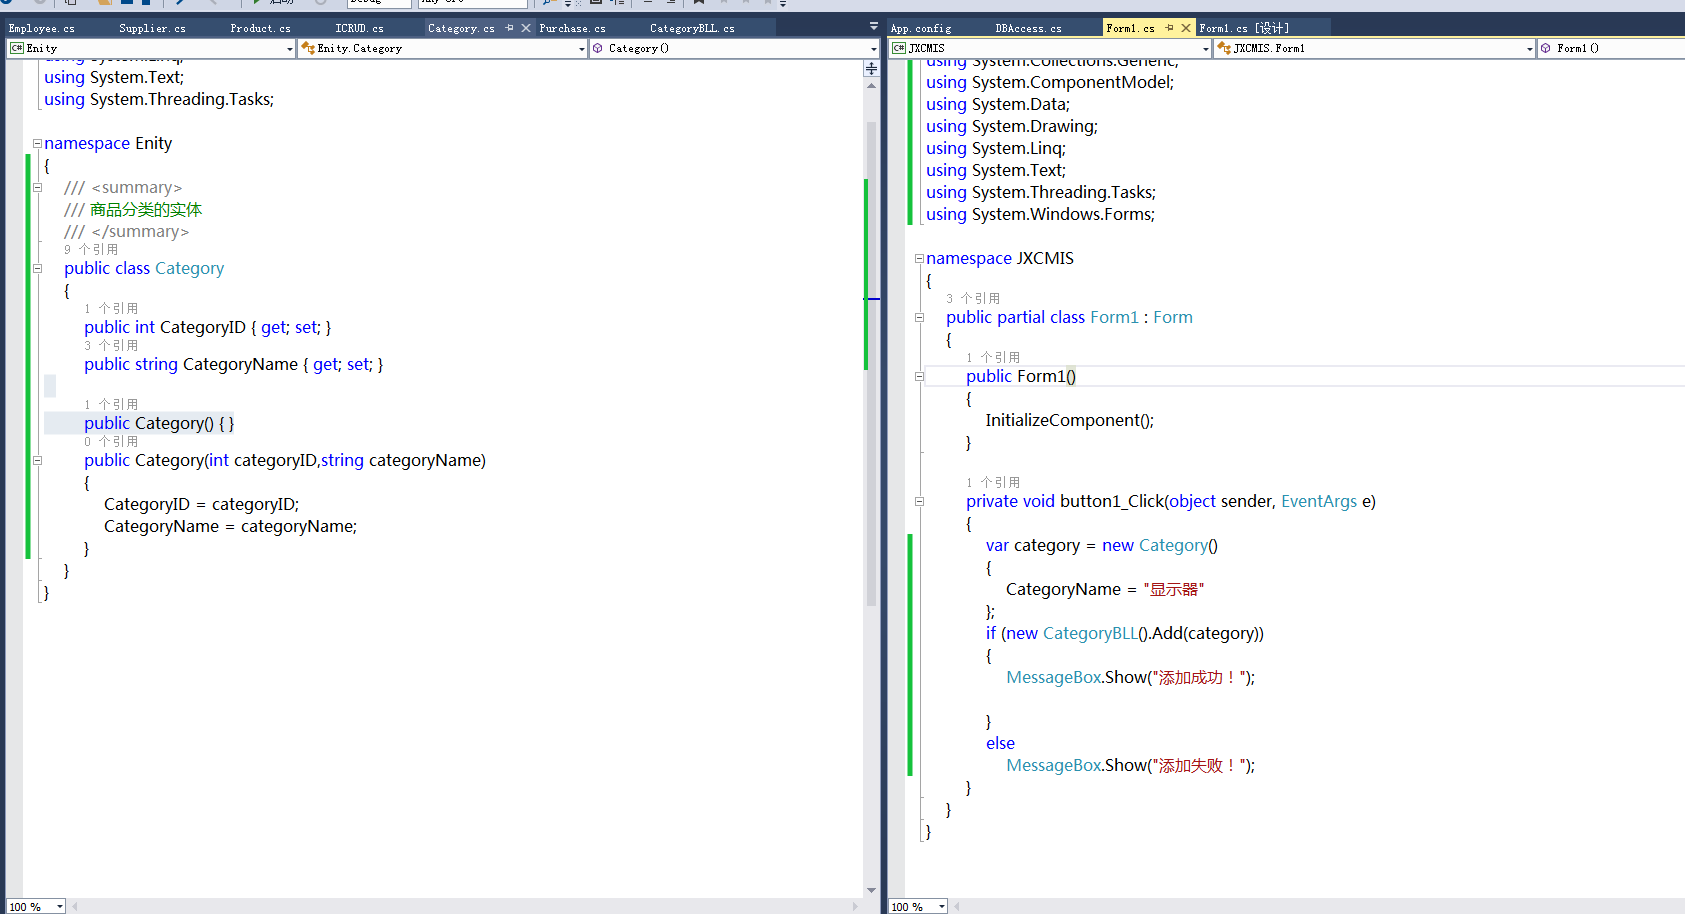 Employee.cs Supplier.cs Product.cs ICRUD.cs Category.cs Purchase.cs CategoryBLL.cs
Enity Enity.Category Category()
using System.Linq;
using System.Text;
using System.Threading.Tasks;
namespace Enity
{
/// <summary>
/// 商品分类的实体
/// </summary>
9 个引用
public class Category
{
1 个引用
public int CategoryID { get; set; }
3 个引用
public string CategoryName { get; set; }
1 个引用
public Category() { }
0 个引用
public Category(int categoryID,string categoryName)
{
CategoryID = categoryID;
CategoryName = categoryName;
}
}
}
100 %
App.config DBAccess.cs Form1.cs Form1.cs [设计]
JXCMIS JXCMIS.Form1 Form1()
using System.Collections.Generic;
using System.ComponentModel;
using System.Data;
using System.Drawing;
using System.Linq;
using System.Text;
using System.Threading.Tasks;
using System.Windows.Forms;
namespace JXCMIS
{
3 个引用
public partial class Form1 : Form
{
1 个引用
public Form1()
{
InitializeComponent();
}
1 个引用
private void button1_Click(object sender, EventArgs e)
{
var category = new Category()
{
CategoryName = "显示器"
};
if (new CategoryBLL().Add(category))
{
MessageBox.Show("添加成功！");
}
else
MessageBox.Show("添加失败！");
}
}
}
100 %